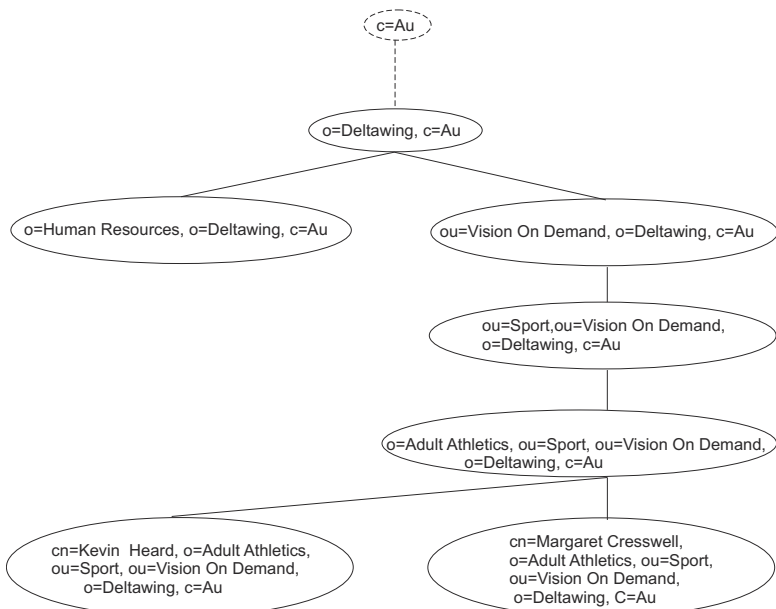 c=Au
o=Deltawing, c=Au
o=Human Resources, o=Deltawing, c=Au
ou=Vision On Demand, o=Deltawing, c=Au
ou=Sport,ou=Vision On Demand,
o=Deltawing, c=Au
o=Adult Athletics, ou=Sport, ou=Vision On Demand,
o=Deltawing, c=Au
cn=Kevin Heard, o=Adult Athletics,
ou=Sport, ou=Vision On Demand,
o=Deltawing, c=Au
cn=Margaret Cresswell,
o=Adult Athletics, ou=Sport,
ou=Vision On Demand,
o=Deltawing, C=Au